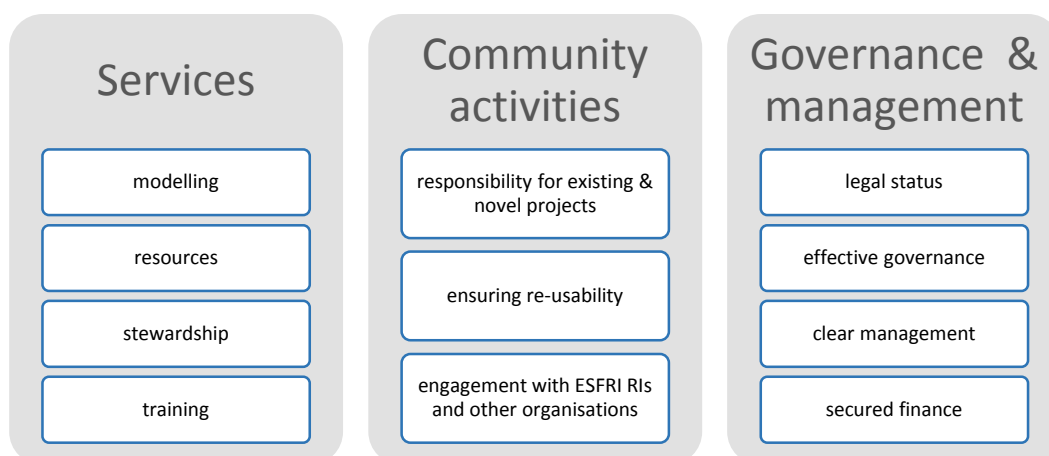 Services
modelling
resources
stewardship
training
Community
activities
responsibility for existing &
novel projects
ensuring re-usability
engagement with ESFRI RIs
and other organisations
Governance &
management
legal status
effective governance
clear management
secured finance